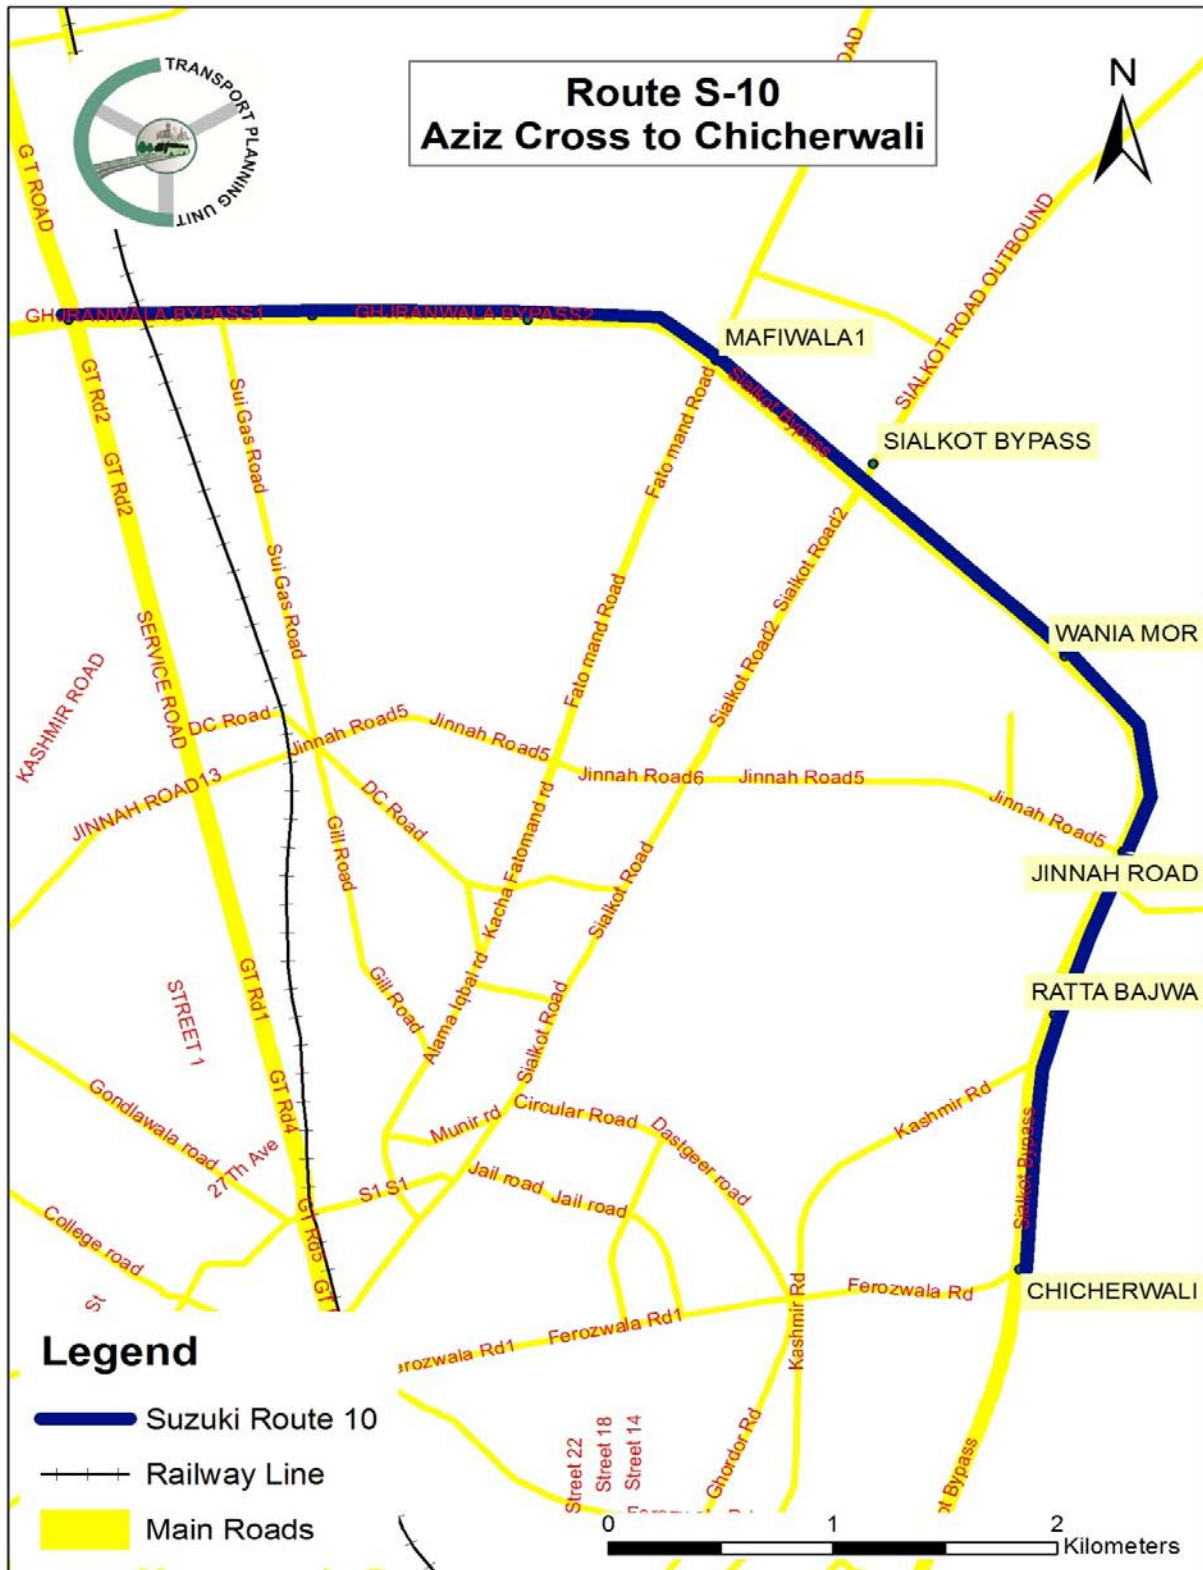 TRANSPORT PLANNING UNIT
Route S-10
Aziz Cross to Chicherwali
N
ROAD
GT ROAD
SIALKOT ROAD OUTBOUND
GHJRANWALA BYPASS1
GHJRANWALA BYPASS2
MAFIWALA1
GT Rd2
Sui Gas Road
Fato mand Road
Sialkot Bypass
SIALKOT BYPASS
GT Rd2
Sialkot Road2
Sui Gas Road
Fato mand Road
Sialkot Road2
WANIA MOR
SERVICE ROAD
KASHMIR ROAD
DC Road
Jinnah Road5
Jinnah Road5
Jinnah Road6
Jinnah Road5
Jinnah Road5
JINNAH ROAD13
DC Road
Gill Road
Kacha Fatomand rd
Sialkot Road
JINNAH ROAD
GT Rd1
STREET 1
Gill Road
Alama Iqbal rd
Sialkot Road
RATTA BAJWA
GT Rd4
Gondlawala road
27Th Ave
Munir rd
Circular Road
Dastgeer road
Kashmir Rd
Sialkot Bypass
S1 S1
Jail road
Jail road
College road
GT Rd5
GT
St
Kashmir Rd
Ferozwala Rd
CHICHERWALI
erozwala Rd1
Ferozwala Rd1
Ghordor Rd
Street 22
Street 18
Street 14
ot Bypass
Legend
Suzuki Route 10
Railway Line
Main Roads
0 1 2
Kilometers